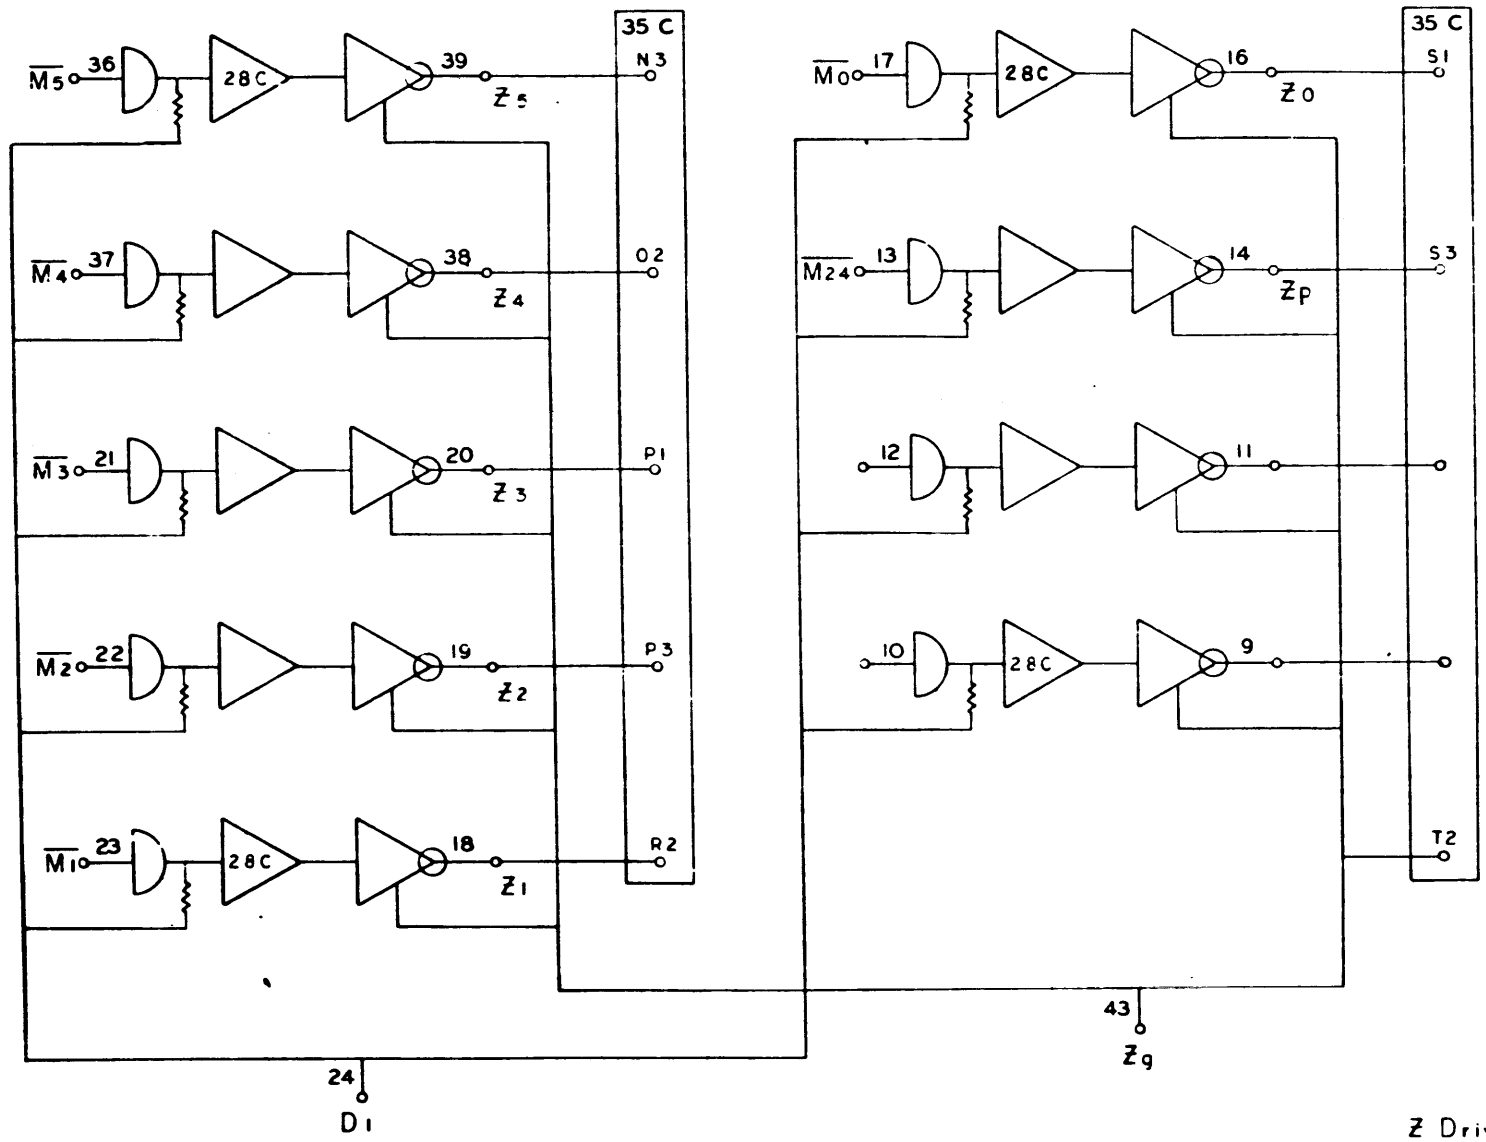 35 C
M5 36 28C 39 Z5 N3
M4 37 38 Z4 O2
M3 21 20 Z3 P1
M2 22 19 Z2 P3
M1 23 28C 18 Z1 R2
24
D1
35 C
M0 17 28C 16 Z0 S1
M24 13 14 Zp S3
12 11
10 28C 9
T2
43
Zg
Z Driv